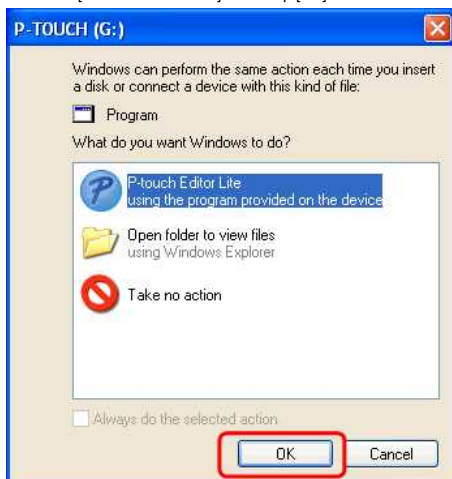 P-TOUCH (G:)
Windows can perform the same action each time you insert
a disk or connect a device with this kind of file:
Program
What do you want Windows to do?
P-touch Editor Lite
using the program provided on the device
Open folder to view files
using Windows Explorer
Take no action
Always do the selected action.
OK
Cancel